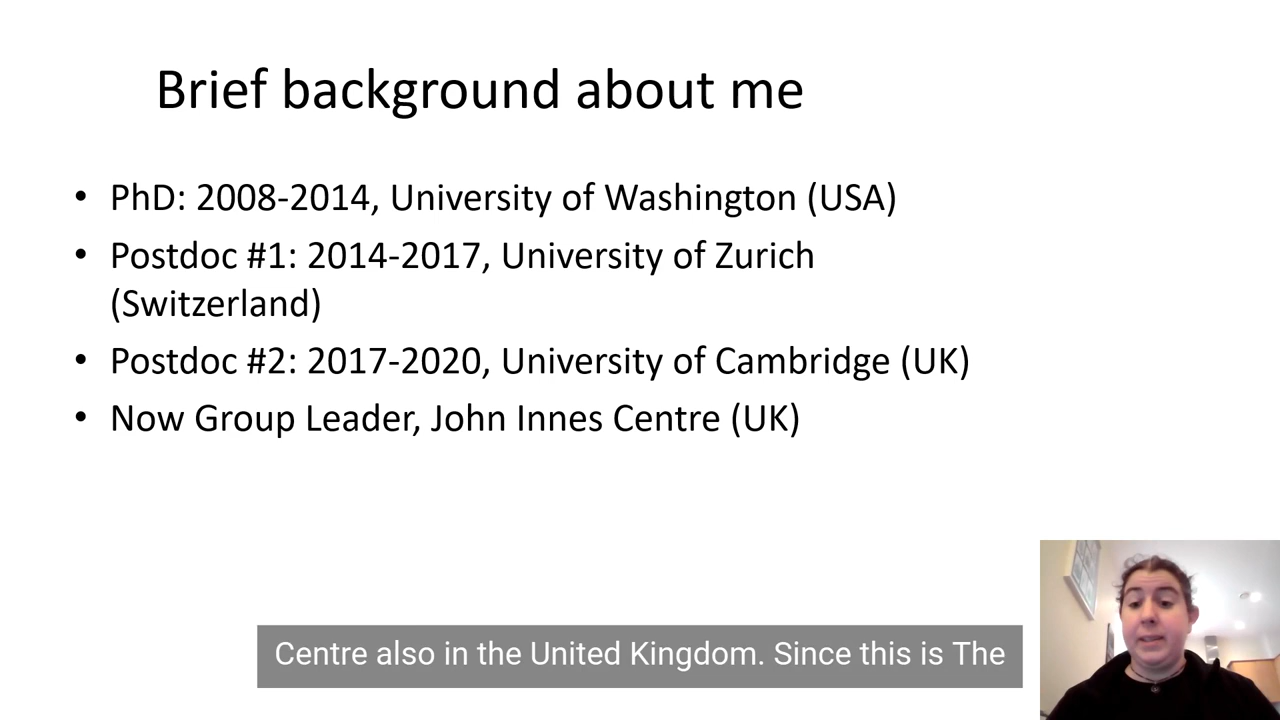 Brief background about me
• PhD: 2008-2014, University of Washington (USA)
• Postdoc #1: 2014-2017, University of Zurich
(Switzerland)
• Postdoc #2: 2017-2020, University of Cambridge (UK)
• Now Group Leader, John Innes Centre (UK)
Centre also in the United Kingdom. Since this is The